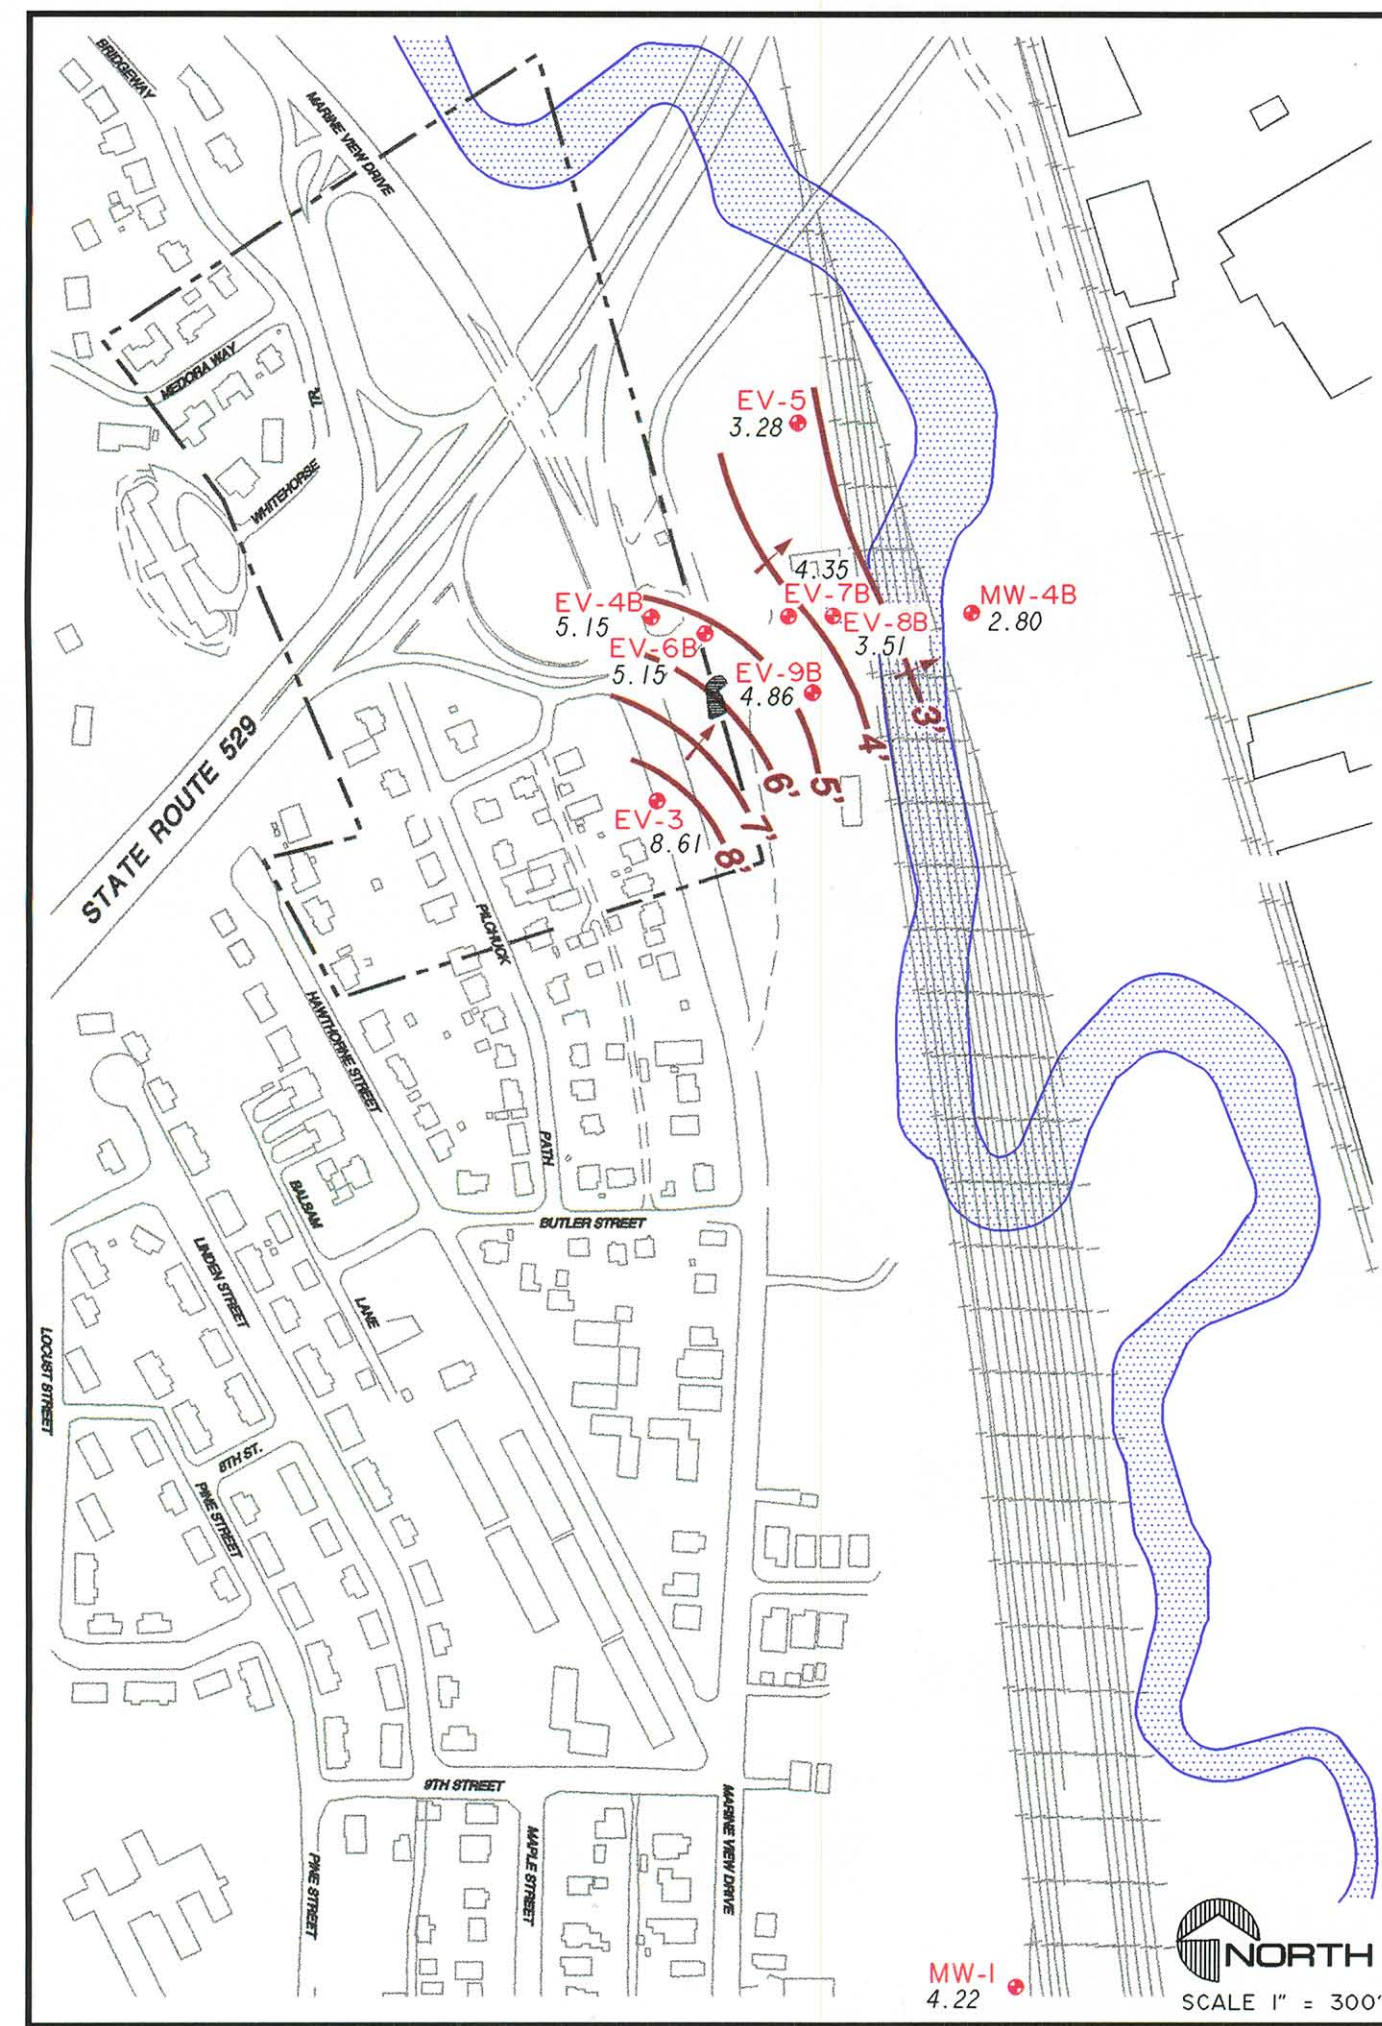 BRIDGEWAY
MARINE VIEW DRIVE
MEDORA WAY
TR.
WHITEHORSE
STATE ROUTE 529
EV-5
3.28
4.35
EV-7B
EV-4B
5.15
EV-6B
5.15
EV-8B
3.51
MW-4B
2.80
EV-9B
4.86
3'
4'
5'
6'
7'
8'
EV-3
8.61
PILCHUCK
PATH
HAWTHORNE STREET
BALSAM
LANE
BUTLER STREET
LINDEN STREET
LOCUST STREET
8TH ST.
PINE STREET
9TH STREET
PINE STREET
MAPLE STREET
MARINE VIEW DRIVE
MW-1
4.22
NORTH
SCALE 1" = 300'